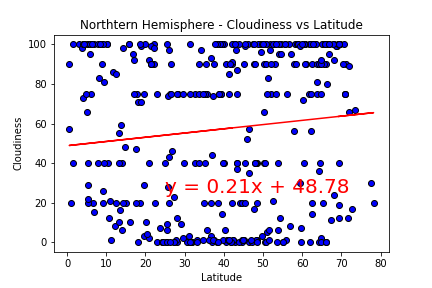 Northtern Hemisphere - Cloudiness vs Latitude
100
80
60
40
20
0
Cloudiness
y = 0.21x + 48.78
0 10 20 30 40 50 60 70 80
Latitude